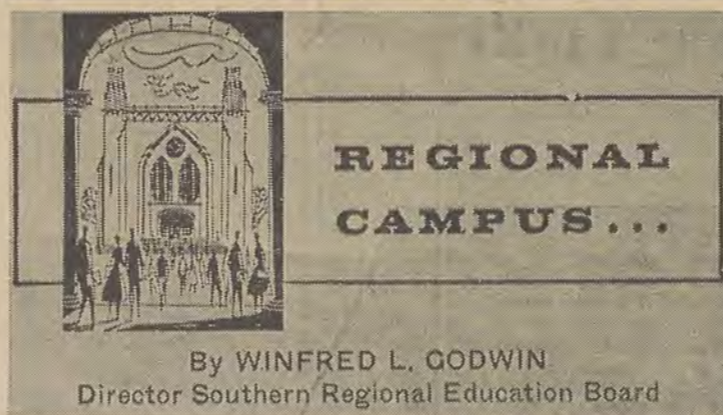 REGIONAL
CAMPUS...
By WINFRED L. GODWIN
Director Southern Regional Education Board